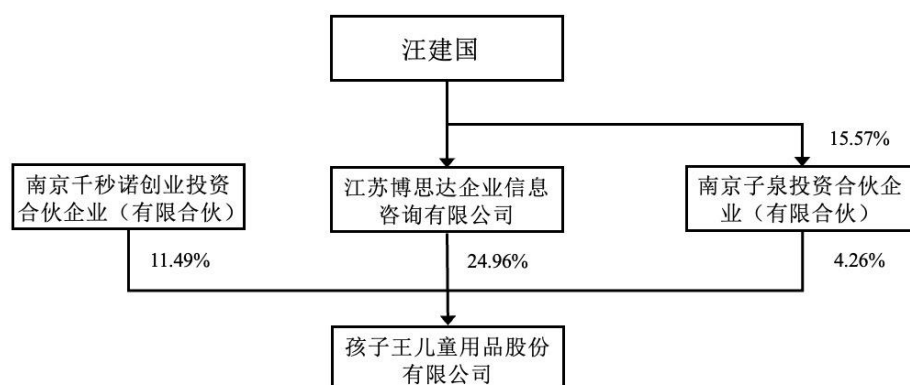 汪建国
15.57%
南京千秒诺创业投资
合伙企业（有限合伙）
江苏博思达企业信息
咨询有限公司
南京子泉投资合伙企
业（有限合伙）
11.49%
24.96%
4.26%
孩子王儿童用品股份
有限公司